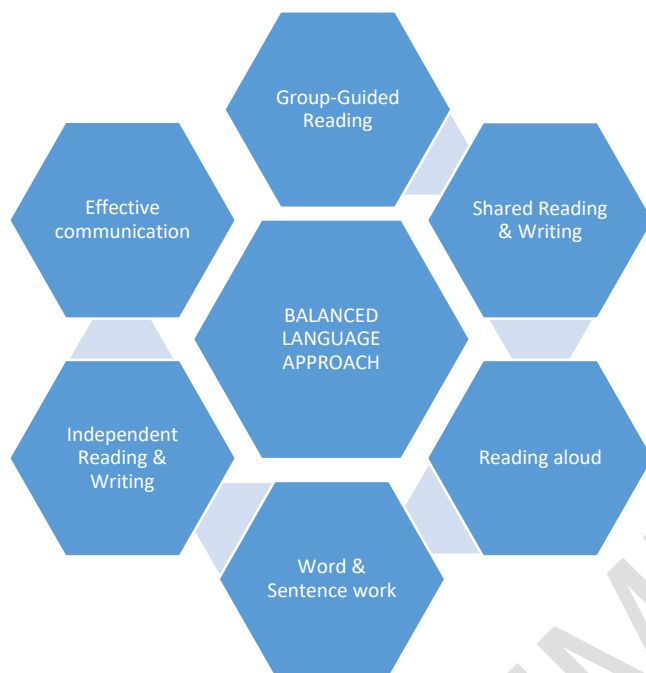 Group-Guided
Reading
Shared Reading
& Writing
Reading aloud
Word &
Sentence work
Independent
Reading &
Writing
Effective
communication
BALANCED
LANGUAGE
APPROACH